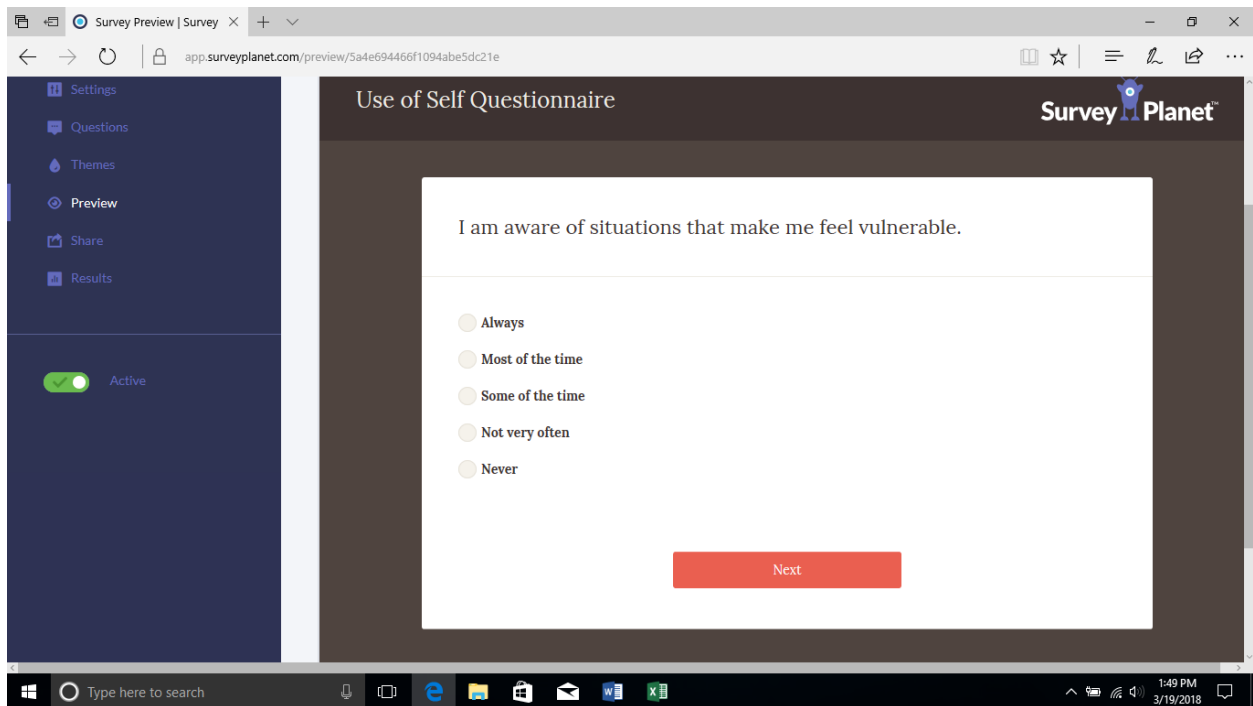 Survey Preview | Survey
app.surveyplanet.com/preview/5a4e694466f1094abe5dc21e
Settings
Questions
Themes
Preview
Share
Results
Active
Use of Self Questionnaire
Survey Planet™
I am aware of situations that make me feel vulnerable.
Always
Most of the time
Some of the time
Not very often
Never
Next
Type here to search
1:49 PM
3/19/2018